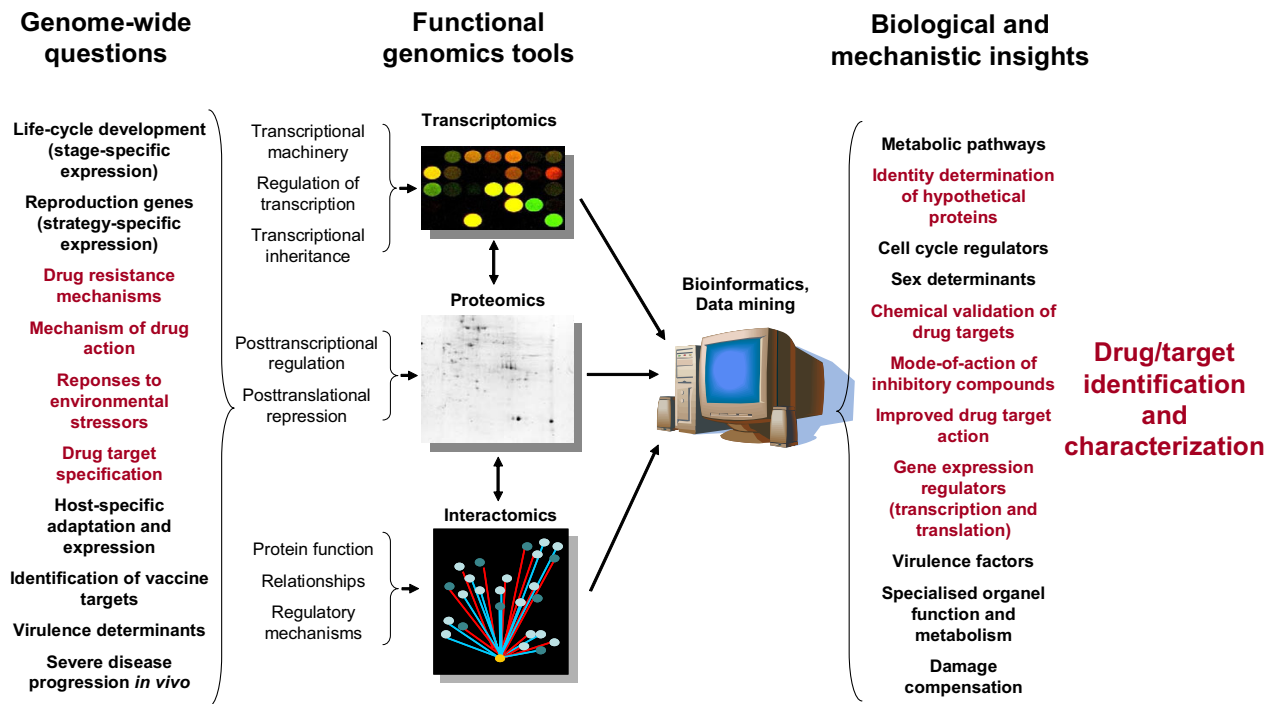 Genome-wide
questions
Functional
genomics tools
Biological and
mechanistic insights
Life-cycle development
(stage-specific
expression)
Reproduction genes
(strategy-specific
expression)
Drug resistance
mechanisms
Mechanism of drug
action
Reponses to
environmental
stressors
Drug target
specification
Host-specific
adaptation and
expression
Identification of vaccine
targets
Virulence determinants
Severe disease
progression in vivo
Transcriptional
machinery
Regulation of
transcription
Transcriptional
inheritance
Posttranscriptional
regulation
Posttranslational
repression
Protein function
Relationships
Regulatory
mechanisms
Transcriptomics
Proteomics
Interactomics
Bioinformatics,
Data mining
Metabolic pathways
Identity determination
of hypothetical
proteins
Cell cycle regulators
Sex determinants
Chemical validation of
drug targets
Mode-of-action of
inhibitory compounds
Improved drug target
action
Gene expression
regulators
(transcription and
translation)
Virulence factors
Specialised organel
function and
metabolism
Damage
compensation
Drug/target
identification
and
characterization